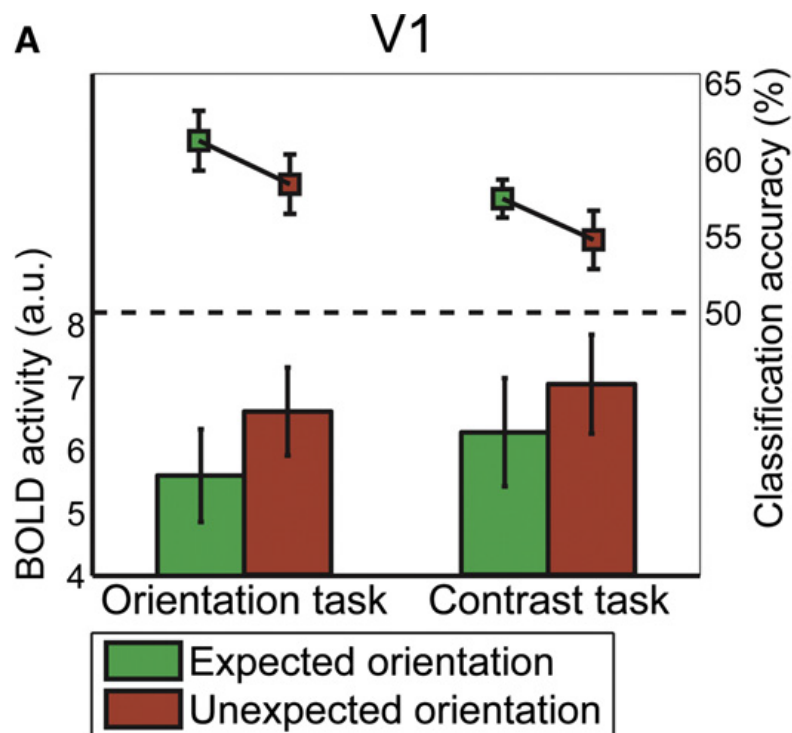 A
V1
BOLD activity (a.u.)
8
7
6
5
4
65
60
55
50
Classification accuracy (%)
Orientation task
Contrast task
Expected orientation
Unexpected orientation